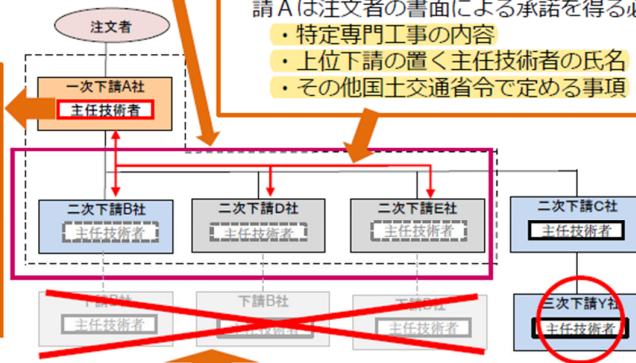 請Aは注文者の書面による承諾を得る必
・特定専門工事の内容
・上位下請の置く主任技術者の氏名
・その他国土交通省令で定める事項
注文者
一次下請A社
主任技術者
二次下請B社
主任技術者
二次下請D社
主任技術者
二次下請E社
主任技術者
二次下請C社
主任技術者
主任技術者
下請B社
主任技術者
主任技術者
三次下請Y社
主任技術者